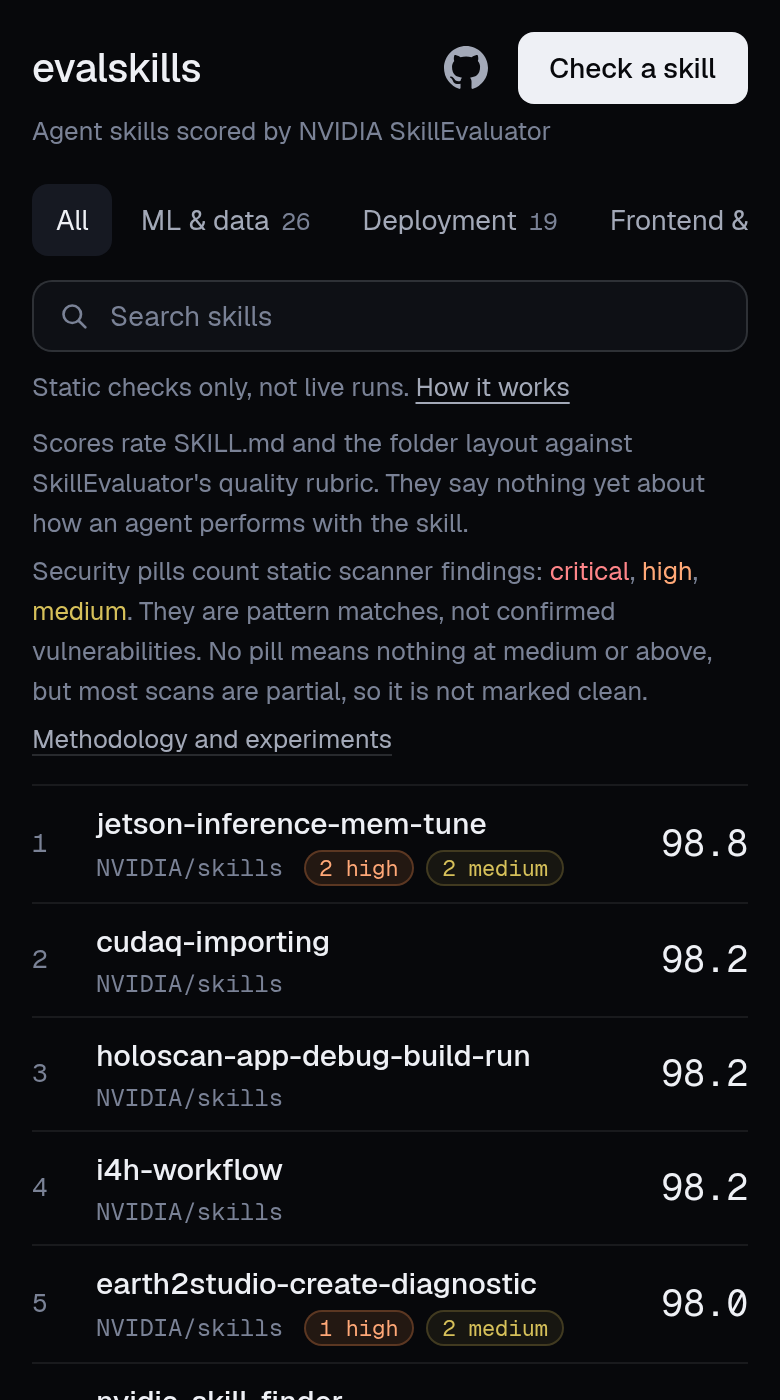 evalskills
Check a skill
Agent skills scored by NVIDIA SkillEvaluator
All ML & data 26 Deployment 19 Frontend &
Search skills
Static checks only, not live runs. How it works
Scores rate SKILL.md and the folder layout against
SkillEvaluator's quality rubric. They say nothing yet about
how an agent performs with the skill.
Security pills count static scanner findings: critical, high,
medium. They are pattern matches, not confirmed
vulnerabilities. No pill means nothing at medium or above,
but most scans are partial, so it is not marked clean.
Methodology and experiments
1 jetson-inference-mem-tune 98.8
NVIDIA/skills 2 high 2 medium
2 cudaq-importing 98.2
NVIDIA/skills
3 holoscan-app-debug-build-run 98.2
NVIDIA/skills
4 i4h-workflow 98.2
NVIDIA/skills
5 earth2studio-create-diagnostic 98.0
NVIDIA/skills 1 high 2 medium
nvidia-skill-finder